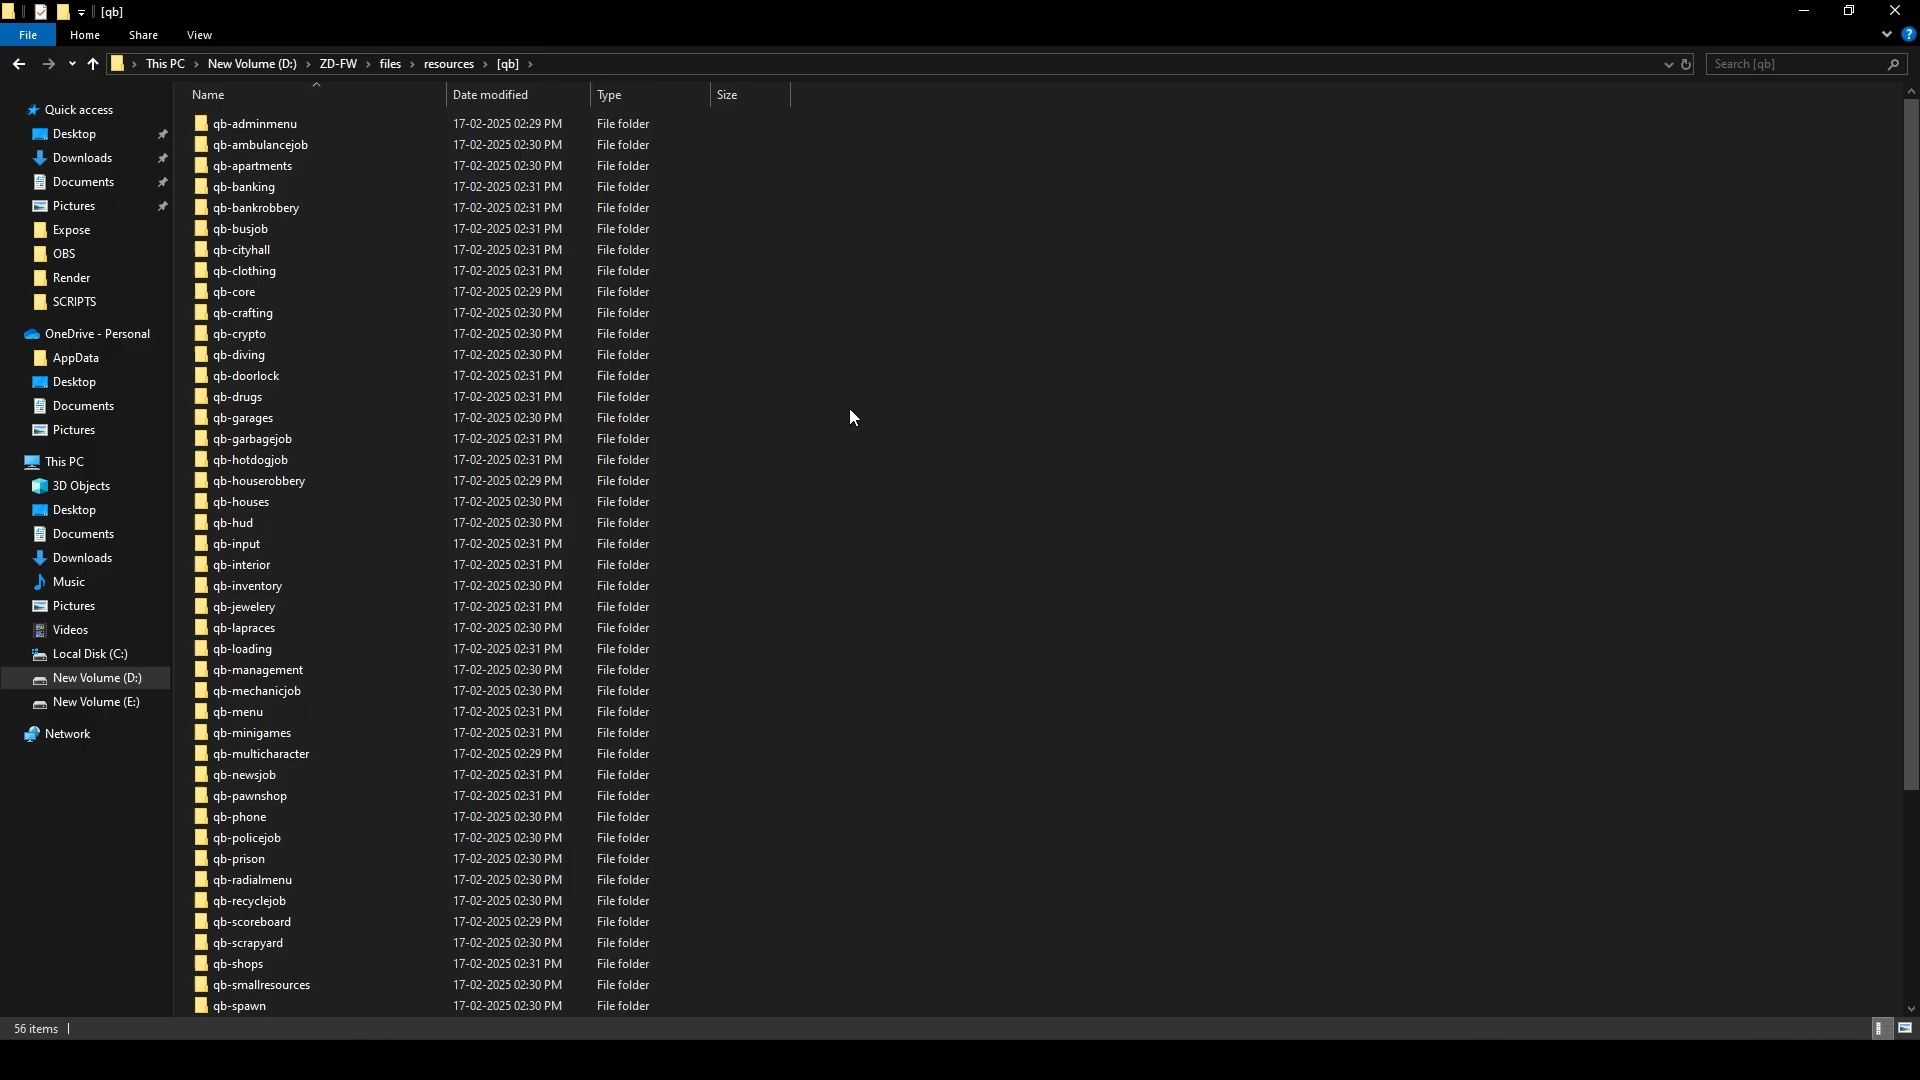 [qb]
File Home Share View
This PC New Volume (D:) ZD-FW files resources [qb] Search [qb]
Name Date modified Type Size
Quick access
Desktop
Downloads
Documents
Pictures
Expose
OBS
Render
SCRIPTS
OneDrive - Personal
AppData
Desktop
Documents
Pictures
This PC
3D Objects
Desktop
Documents
Downloads
Music
Pictures
Videos
Local Disk (C:)
New Volume (D:)
New Volume (E:)
Network
qb-adminmenu 17-02-2025 02:29 PM File folder
qb-ambulancejob 17-02-2025 02:30 PM File folder
qb-apartments 17-02-2025 02:30 PM File folder
qb-banking 17-02-2025 02:31 PM File folder
qb-bankrobbery 17-02-2025 02:31 PM File folder
qb-busjob 17-02-2025 02:31 PM File folder
qb-cityhall 17-02-2025 02:31 PM File folder
qb-clothing 17-02-2025 02:31 PM File folder
qb-core 17-02-2025 02:29 PM File folder
qb-crafting 17-02-2025 02:30 PM File folder
qb-crypto 17-02-2025 02:30 PM File folder
qb-diving 17-02-2025 02:30 PM File folder
qb-doorlock 17-02-2025 02:31 PM File folder
qb-drugs 17-02-2025 02:31 PM File folder
qb-garages 17-02-2025 02:30 PM File folder
qb-garbagejob 17-02-2025 02:31 PM File folder
qb-hotdogjob 17-02-2025 02:31 PM File folder
qb-houserobbery 17-02-2025 02:29 PM File folder
qb-houses 17-02-2025 02:30 PM File folder
qb-hud 17-02-2025 02:30 PM File folder
qb-input 17-02-2025 02:31 PM File folder
qb-interior 17-02-2025 02:31 PM File folder
qb-inventory 17-02-2025 02:30 PM File folder
qb-jewelery 17-02-2025 02:31 PM File folder
qb-lapraces 17-02-2025 02:30 PM File folder
qb-loading 17-02-2025 02:31 PM File folder
qb-management 17-02-2025 02:30 PM File folder
qb-mechanicjob 17-02-2025 02:30 PM File folder
qb-menu 17-02-2025 02:31 PM File folder
qb-minigames 17-02-2025 02:31 PM File folder
qb-multicharacter 17-02-2025 02:29 PM File folder
qb-newsjob 17-02-2025 02:31 PM File folder
qb-pawnshop 17-02-2025 02:31 PM File folder
qb-phone 17-02-2025 02:30 PM File folder
qb-policejob 17-02-2025 02:30 PM File folder
qb-prison 17-02-2025 02:30 PM File folder
qb-radialmenu 17-02-2025 02:30 PM File folder
qb-recyclejob 17-02-2025 02:30 PM File folder
qb-scoreboard 17-02-2025 02:29 PM File folder
qb-scrapyard 17-02-2025 02:30 PM File folder
qb-shops 17-02-2025 02:31 PM File folder
qb-smallresources 17-02-2025 02:30 PM File folder
qb-spawn 17-02-2025 02:30 PM File folder
56 items